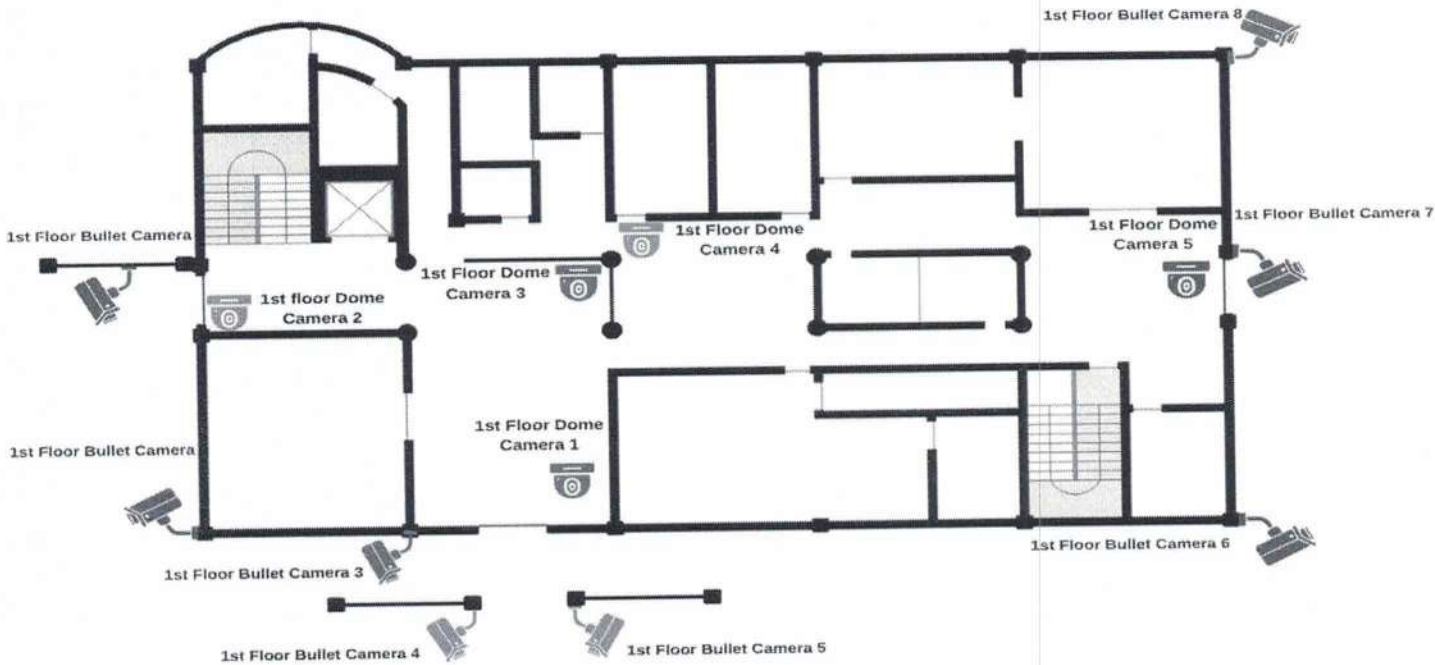 1st Floor Bullet Camera 8
1st Floor Bullet Camera
1st Floor Dome
Camera 4
1st Floor Dome
Camera 5
1st Floor Bullet Camera 7
1st Floor Dome
Camera 3
1st floor Dome
Camera 2
1st Floor Dome
Camera 1
1st Floor Bullet Camera
1st Floor Bullet Camera 3
1st Floor Bullet Camera 6
1st Floor Bullet Camera 4
1st Floor Bullet Camera 5